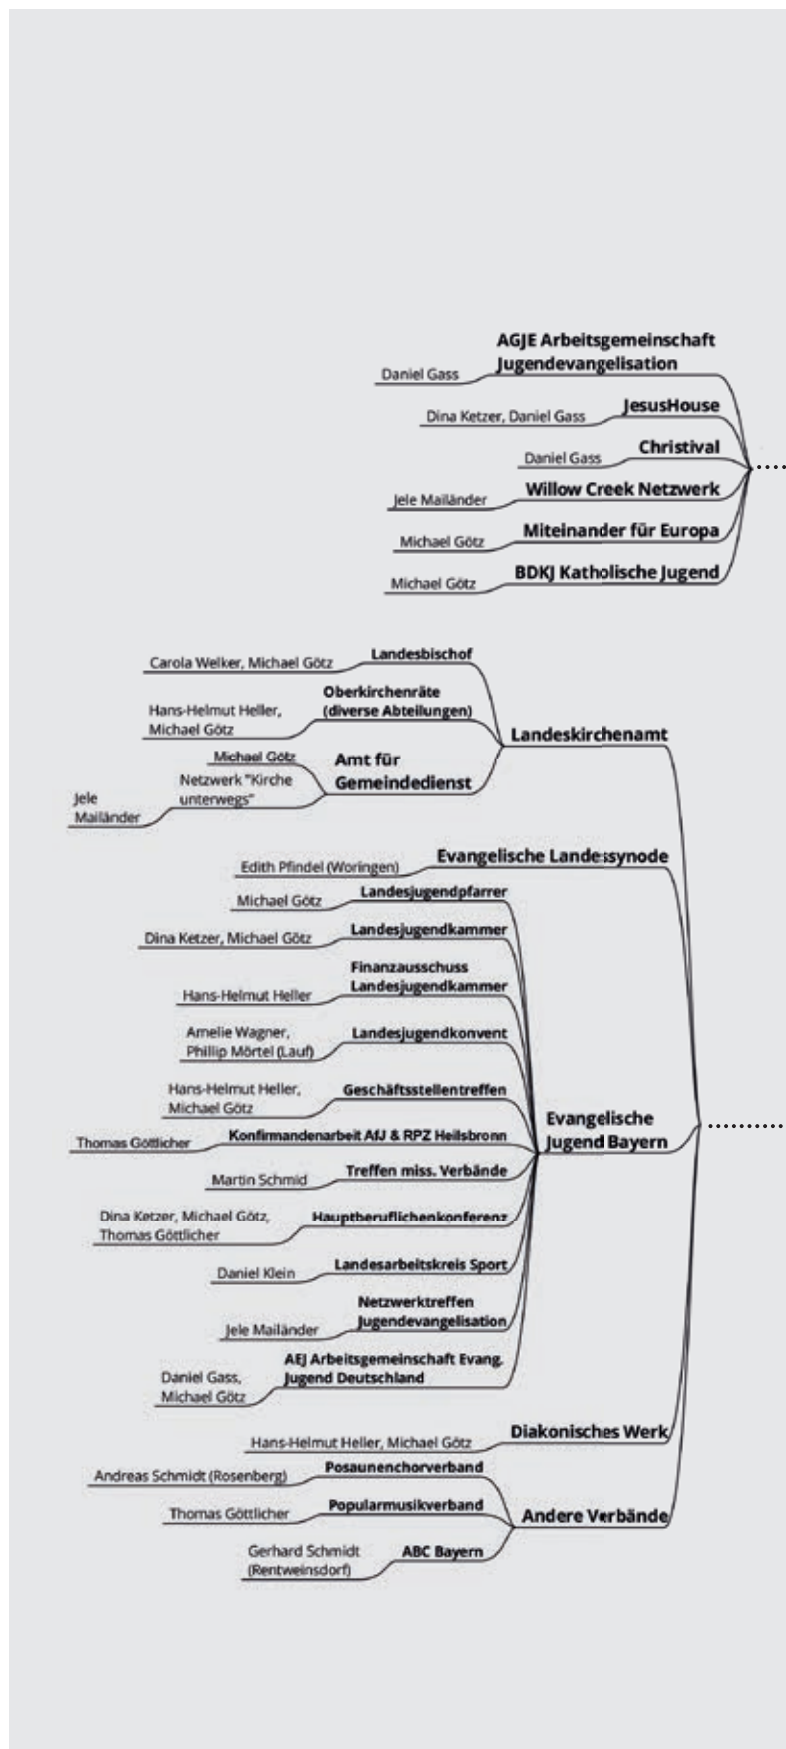 AGJE Arbeitsgemeinschaft
Jugendevangelisation
Daniel Gass
JesusHouse
Dina Ketzer, Daniel Gass
Christival
Daniel Gass
Willow Creek Netzwerk
Jele Mailänder
Miteinander für Europa
Michael Götz
BDKJ Katholische Jugend
Michael Götz
Landesbischof
Carola Welker, Michael Götz
Oberkirchenräte
(diverse Abteilungen)
Hans-Helmut Heller,
Michael Götz
Landeskirchenamt
Amt für
Gemeindedienst
Michael Götz
Netzwerk "Kirche
unterwegs"
Jele
Mailänder
Evangelische Landessynode
Edith Pfindel (Woringen)
Landesjugendpfarrer
Michael Götz
Landesjugendkammer
Dina Ketzer, Michael Götz
Finanzausschuss
Landesjugendkammer
Hans-Helmut Heller
Landesjugendkonvent
Amelie Wagner,
Phillip Mörtel (Lauf)
Geschäftsstellentreffen
Hans-Helmut Heller,
Michael Götz
Evangelische
Jugend Bayern
Konfirmandenarbeit AfJ & RPZ Heilsbronn
Thomas Göttlicher
Treffen miss. Verbände
Martin Schmid
Hauptberuflichenkonferenz
Dina Ketzer, Michael Götz,
Thomas Göttlicher
Landesarbeitskreis Sport
Daniel Klein
Netzwerktreffen
Jugendevangelisation
Jele Mailänder
AEJ Arbeitsgemeinschaft Evang.
Jugend Deutschland
Daniel Gass,
Michael Götz
Diakonisches Werk
Hans-Helmut Heller, Michael Götz
Posaunenchorverband
Andreas Schmidt (Rosenberg)
Popularmusikverband
Thomas Göttlicher
Andere Verbände
ABC Bayern
Gerhard Schmidt
(Rentweinsdorf)